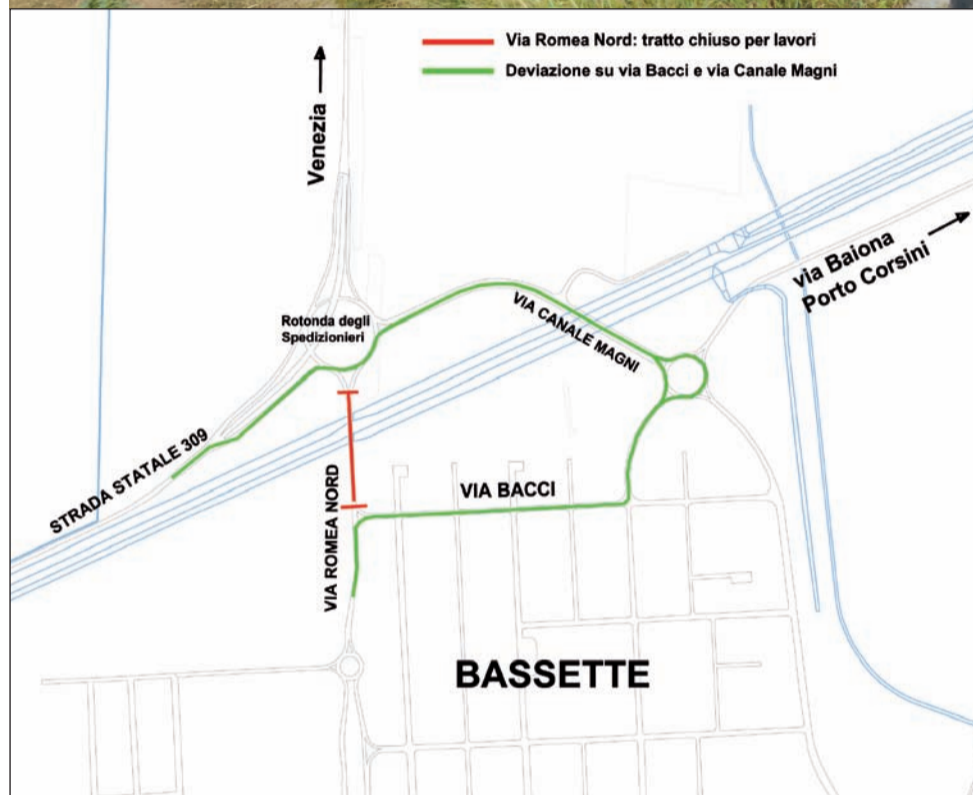 Via Romea Nord: tratto chiuso per lavori
Deviazione su via Bacci e via Canale Magni
Venezia
via Baiona
Porto Corsini
Rotonda degli
Spedizionieri
VIA CANALE MAGNI
STRADA STATALE 309
VIA ROMEA NORD
VIA BACCI
BASSETTE